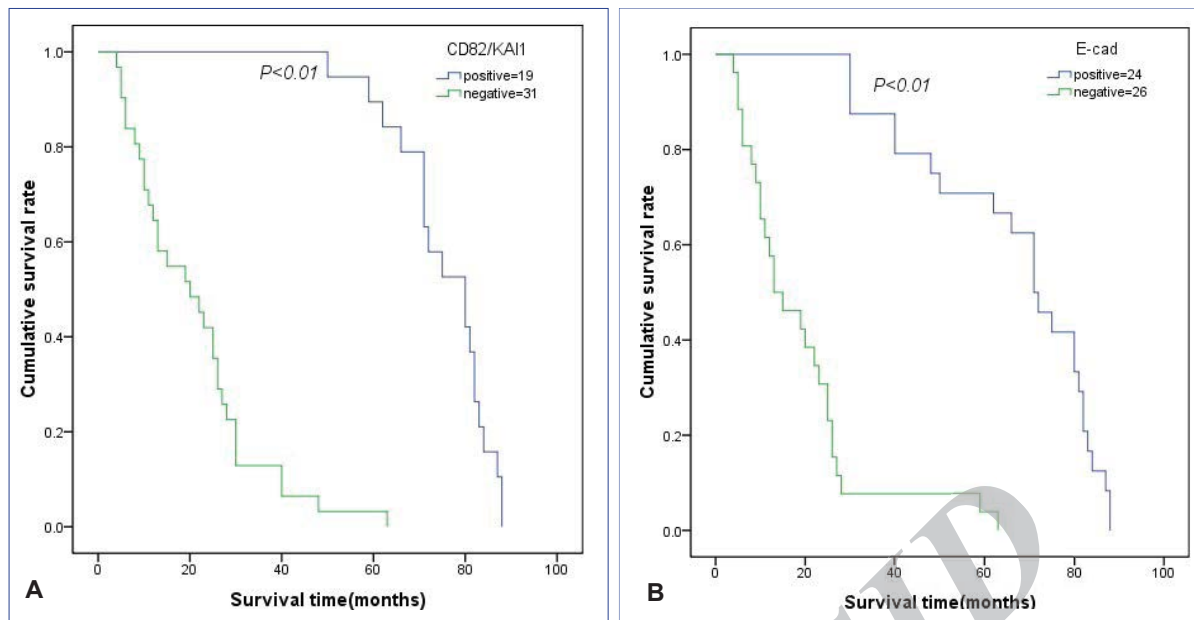 CD82/KAI1
P<0.01
positive=19
negative=31
Cumulative survival rate
1.0
0.8
0.6
0.4
0.2
0.0
0 20 40 60 80 100
Survival time(months)
A
E-cad
P<0.01
positive=24
negative=26
Cumulative survival rate
1.0
0.8
0.6
0.4
0.2
0.0
0 20 40 60 80 100
Survival time(months)
B